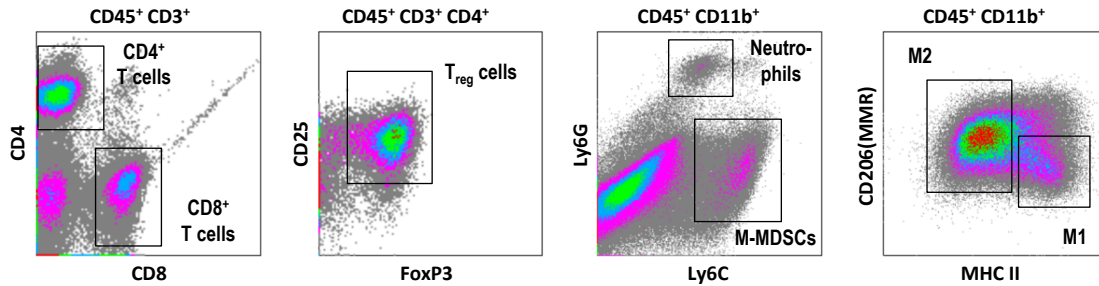 CD45⁺ CD3⁺
CD4⁺
T cells
CD8⁺
T cells
CD4
CD8
CD45⁺ CD3⁺ CD4⁺
T_reg cells
CD25
FoxP3
CD45⁺ CD11b⁺
Neutro-
phils
M-MDSCs
Ly6G
Ly6C
CD45⁺ CD11b⁺
M2
M1
CD206(MMR)
MHC II